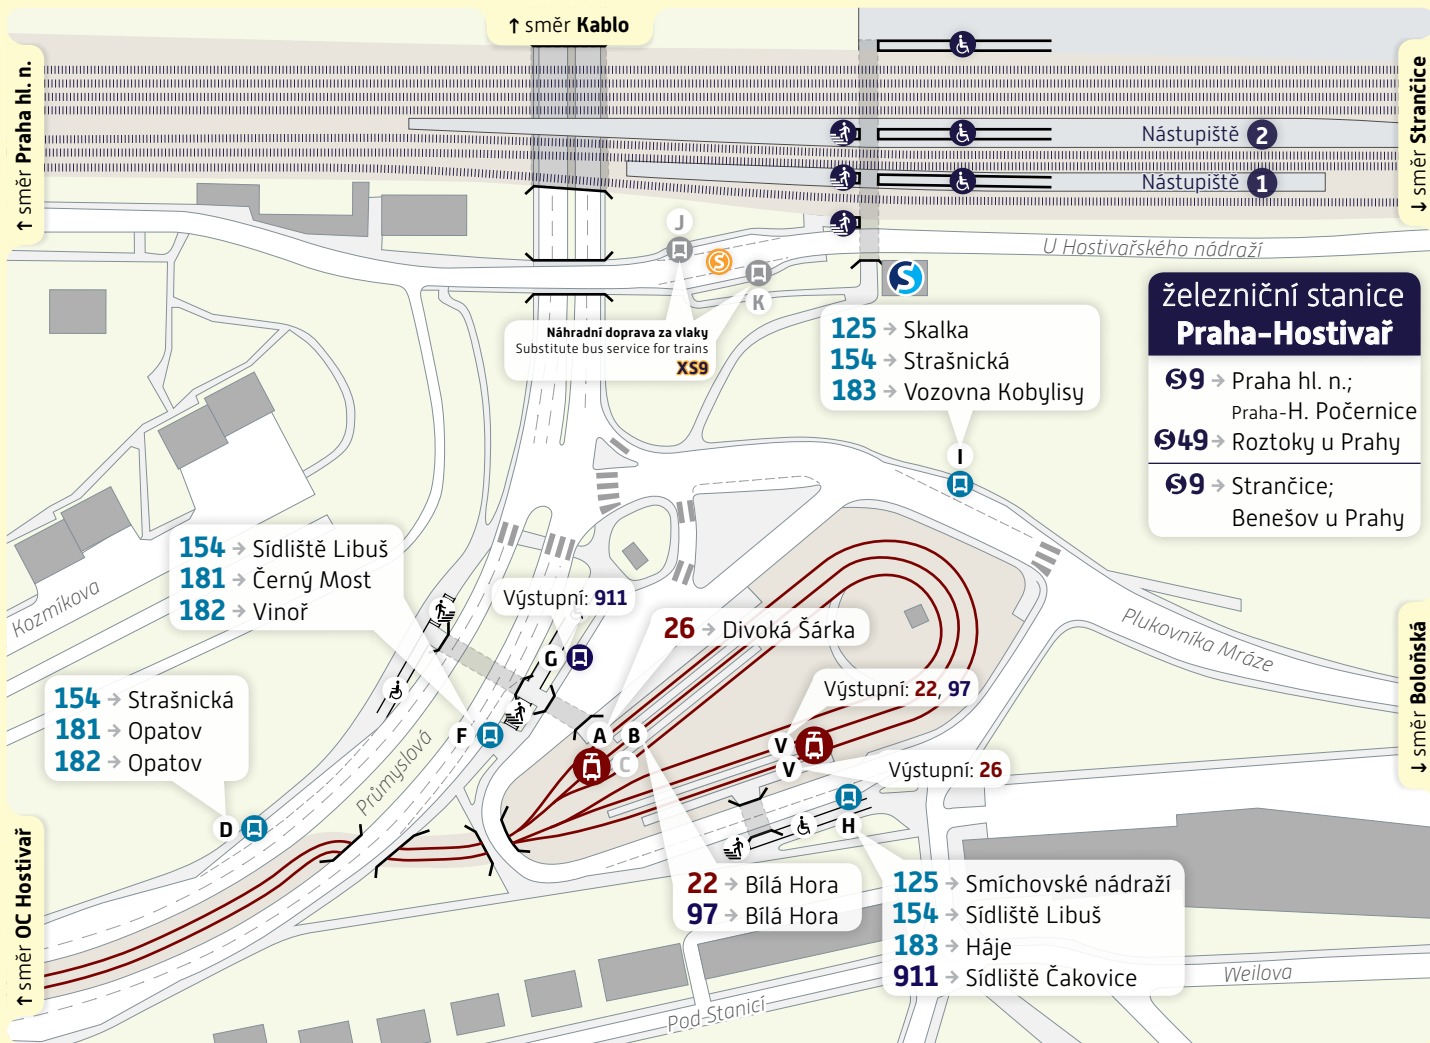 ↑ směr Kablo
↑ směr Praha hl. n.
↓ směr Strančice
Nástupiště 2
Nástupiště 1
U Hostivařského nádraží
J
S
K
S
Náhradní doprava za vlaky
Substitute bus service for trains
XS9
železniční stanice
Praha-Hostivař
S9 → Praha hl. n.;
Praha-H. Počernice
S49 → Roztoky u Prahy
S9 → Strančice;
Benešov u Prahy
125 → Skalka
154 → Strašnická
183 → Vozovna Kobylisy
I
154 → Sídliště Libuš
181 → Černý Most
182 → Vinoř
Kozmíkova
Výstupní: 911
26 → Divoká Šárka
Plukovníka Mráze
G
154 → Strašnická
181 → Opatov
182 → Opatov
Výstupní: 22, 97
F
A
B
C
V
V
Výstupní: 26
Průmyslová
↓ směr Boloňská
D
H
↑ směr OC Hostivař
22 → Bílá Hora
97 → Bílá Hora
125 → Smíchovské nádraží
154 → Sídliště Libuš
183 → Háje
911 → Sídliště Čakovice
Weilova
Pod Stanicí